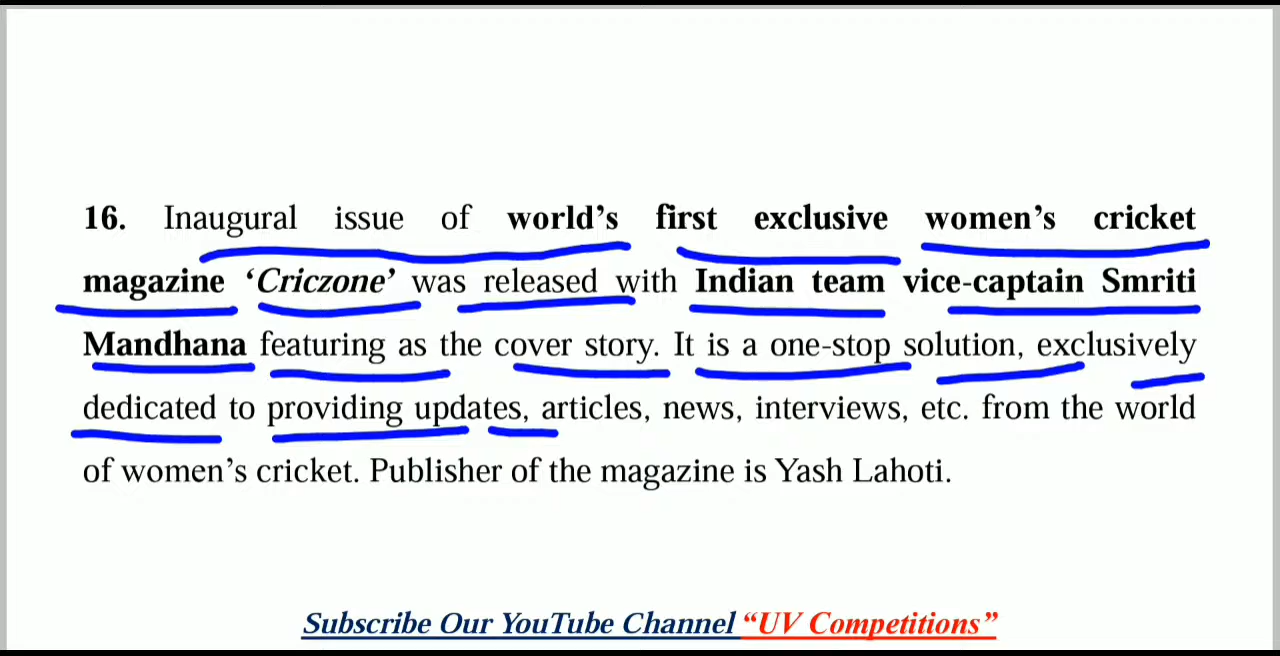 16. Inaugural issue of world’s first exclusive women’s cricket
magazine ‘Criczone’ was released with Indian team vice-captain Smriti
Mandhana featuring as the cover story. It is a one-stop solution, exclusively
dedicated to providing updates, articles, news, interviews, etc. from the world
of women’s cricket. Publisher of the magazine is Yash Lahoti.
Subscribe Our YouTube Channel “UV Competitions”